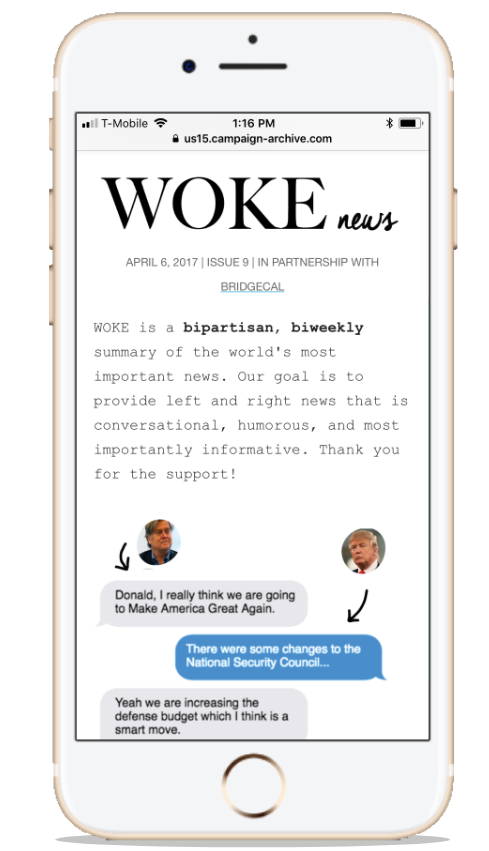 T-Mobile 1:16 PM
us15.campaign-archive.com
WOKE news
APRIL 6, 2017 | ISSUE 9 | IN PARTNERSHIP WITH
BRIDGECAL
WOKE is a bipartisan, biweekly
summary of the world's most
important news. Our goal is to
provide left and right news that is
conversational, humorous, and most
importantly informative. Thank you
for the support!
Donald, I really think we are going
to Make America Great Again.
There were some changes to the
National Security Council...
Yeah we are increasing the
defense budget which I think is a
smart move.